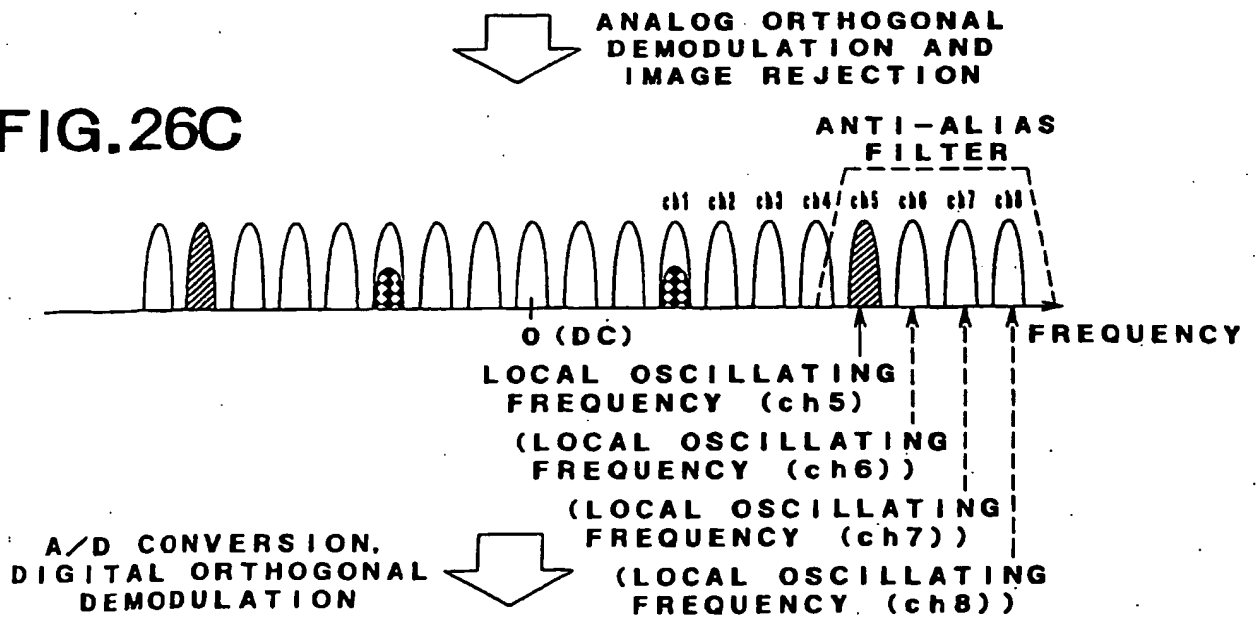 ANALOG ORTHOGONAL
DEMODULATION AND
IMAGE REJECTION
FIG.26C
ANTI-ALIAS
FILTER
ch1 ch2 ch3 ch4 ch5 ch6 ch7 ch8
0 (DC)
FREQUENCY
LOCAL OSCILLATING
FREQUENCY (ch5)
(LOCAL OSCILLATING
FREQUENCY (ch6))
(LOCAL OSCILLATING
FREQUENCY (ch7))
(LOCAL OSCILLATING
FREQUENCY (ch8))
A/D CONVERSION,
DIGITAL ORTHOGONAL
DEMODULATION